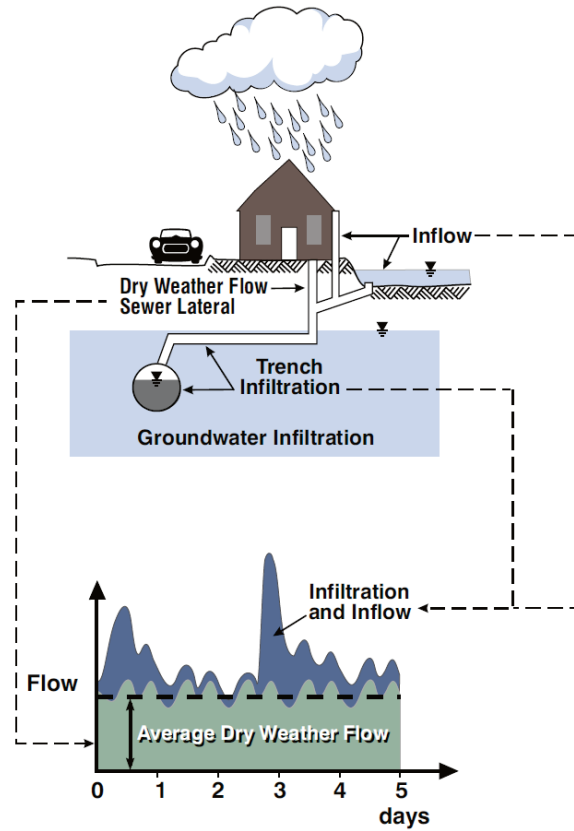 Inflow
Dry Weather Flow
Sewer Lateral
Trench
Infiltration
Groundwater Infiltration
Infiltration
and Inflow
Flow
Average Dry Weather Flow
0 1 2 3 4 5
days